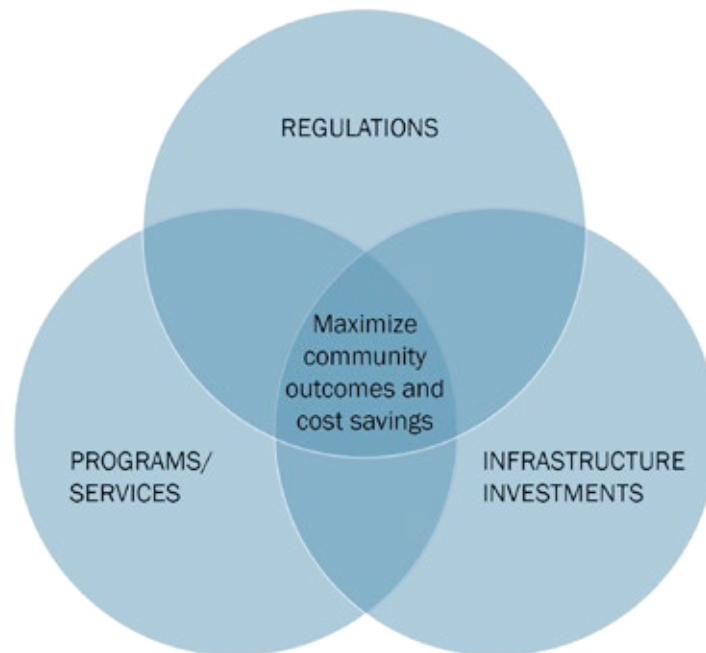 REGULATIONS
Maximize
community
outcomes and
cost savings
PROGRAMS/
SERVICES
INFRASTRUCTURE
INVESTMENTS